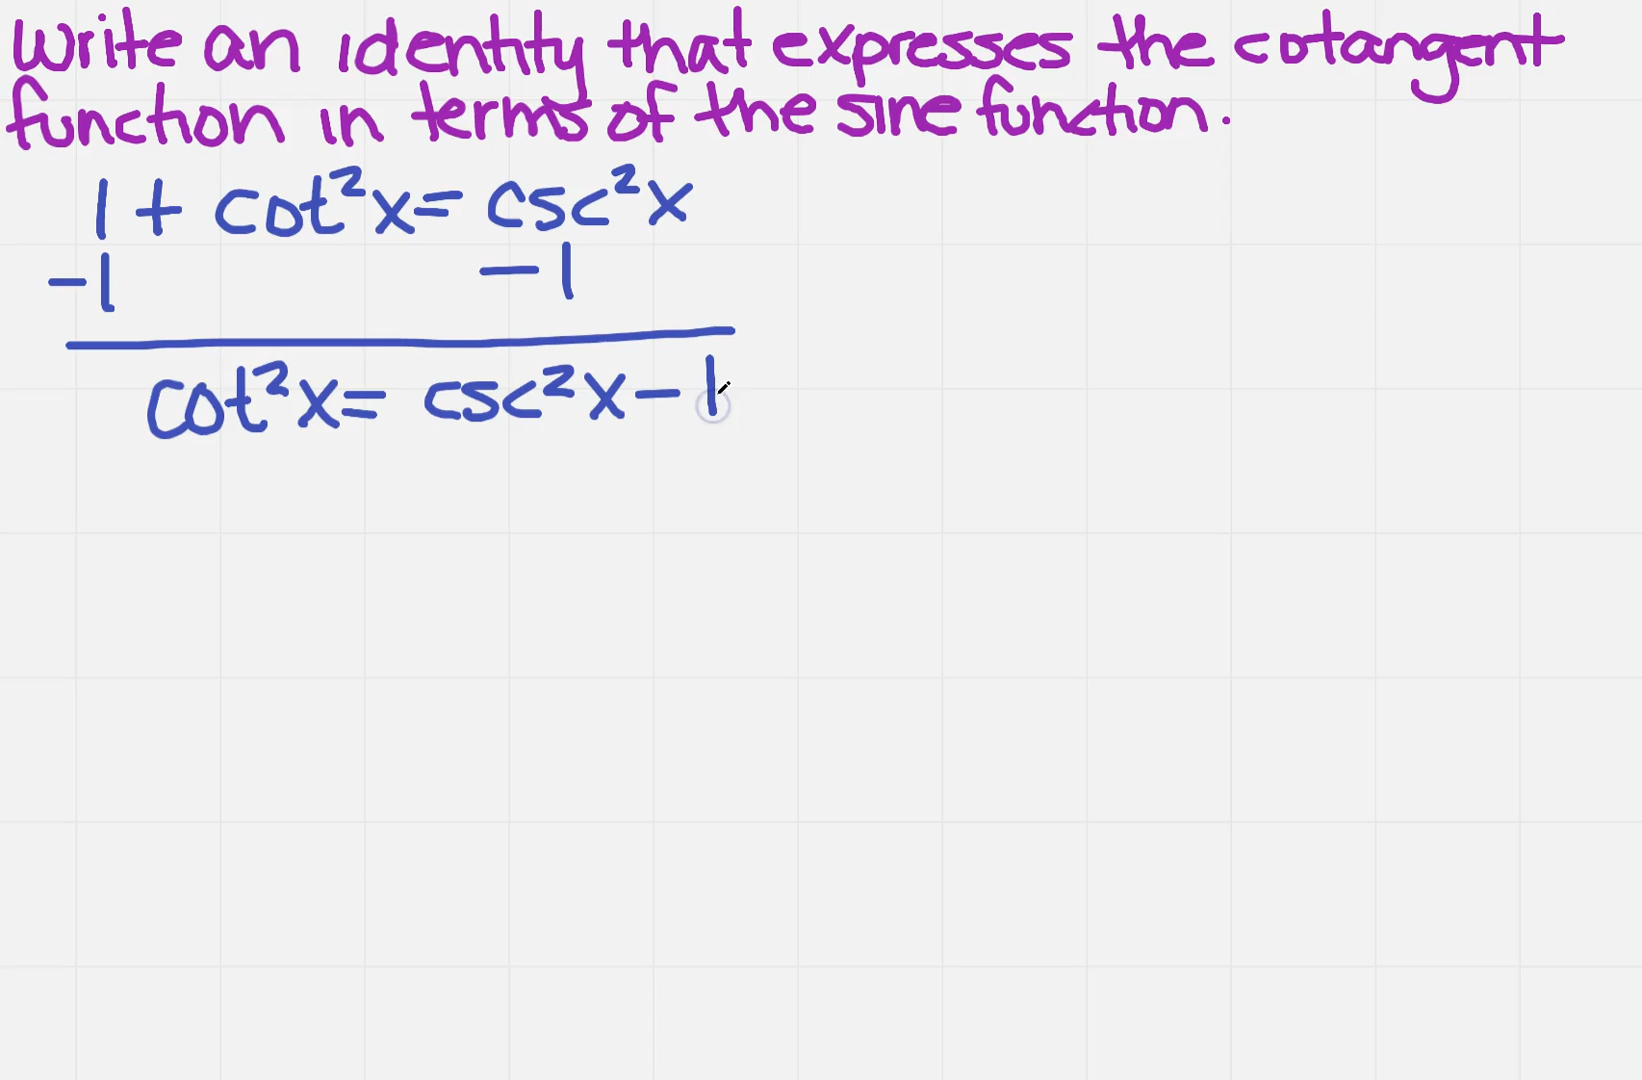 Write an identity that expresses the cotangent
function in terms of the sine function.
1 + cot²x = csc²x
-1 -1
cot²x = csc²x - 1